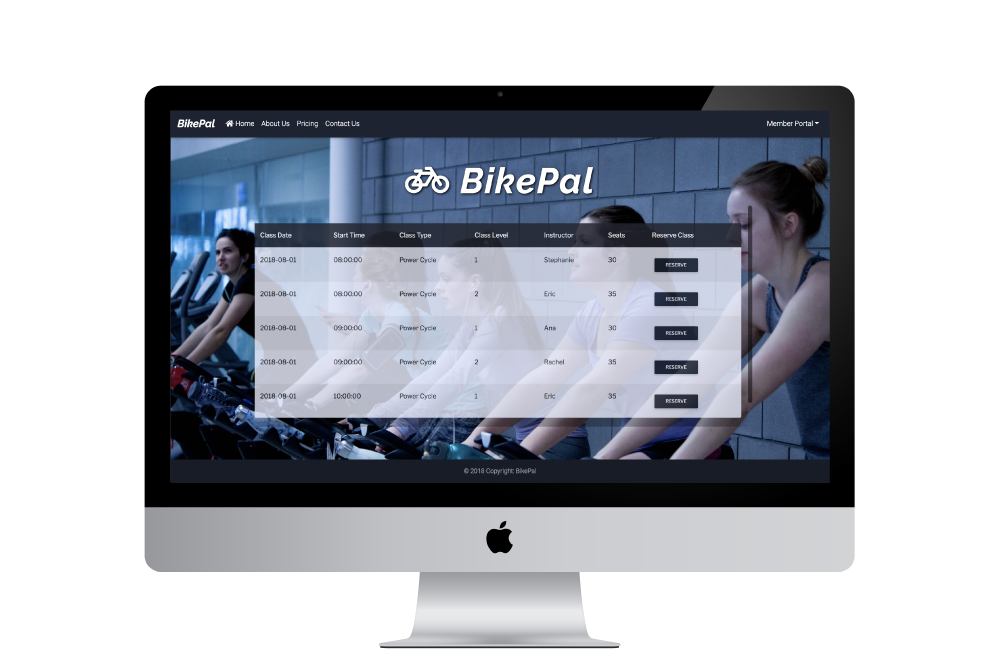 BikePal Home About Us Pricing Contact Us Member Portal
BikePal
Class Date Start Time Class Type Class Level Instructor Seats Reserve Class
2018-08-01 08:00:00 Power Cycle 1 Stephanie 30 RESERVE
2018-08-01 08:00:00 Power Cycle 2 Eric 35 RESERVE
2018-08-01 09:00:00 Power Cycle 1 Ana 30 RESERVE
2018-08-01 09:00:00 Power Cycle 2 Rachel 35 RESERVE
2018-08-01 10:00:00 Power Cycle 1 Eric 35 RESERVE
© 2018 Copyright: BikePal